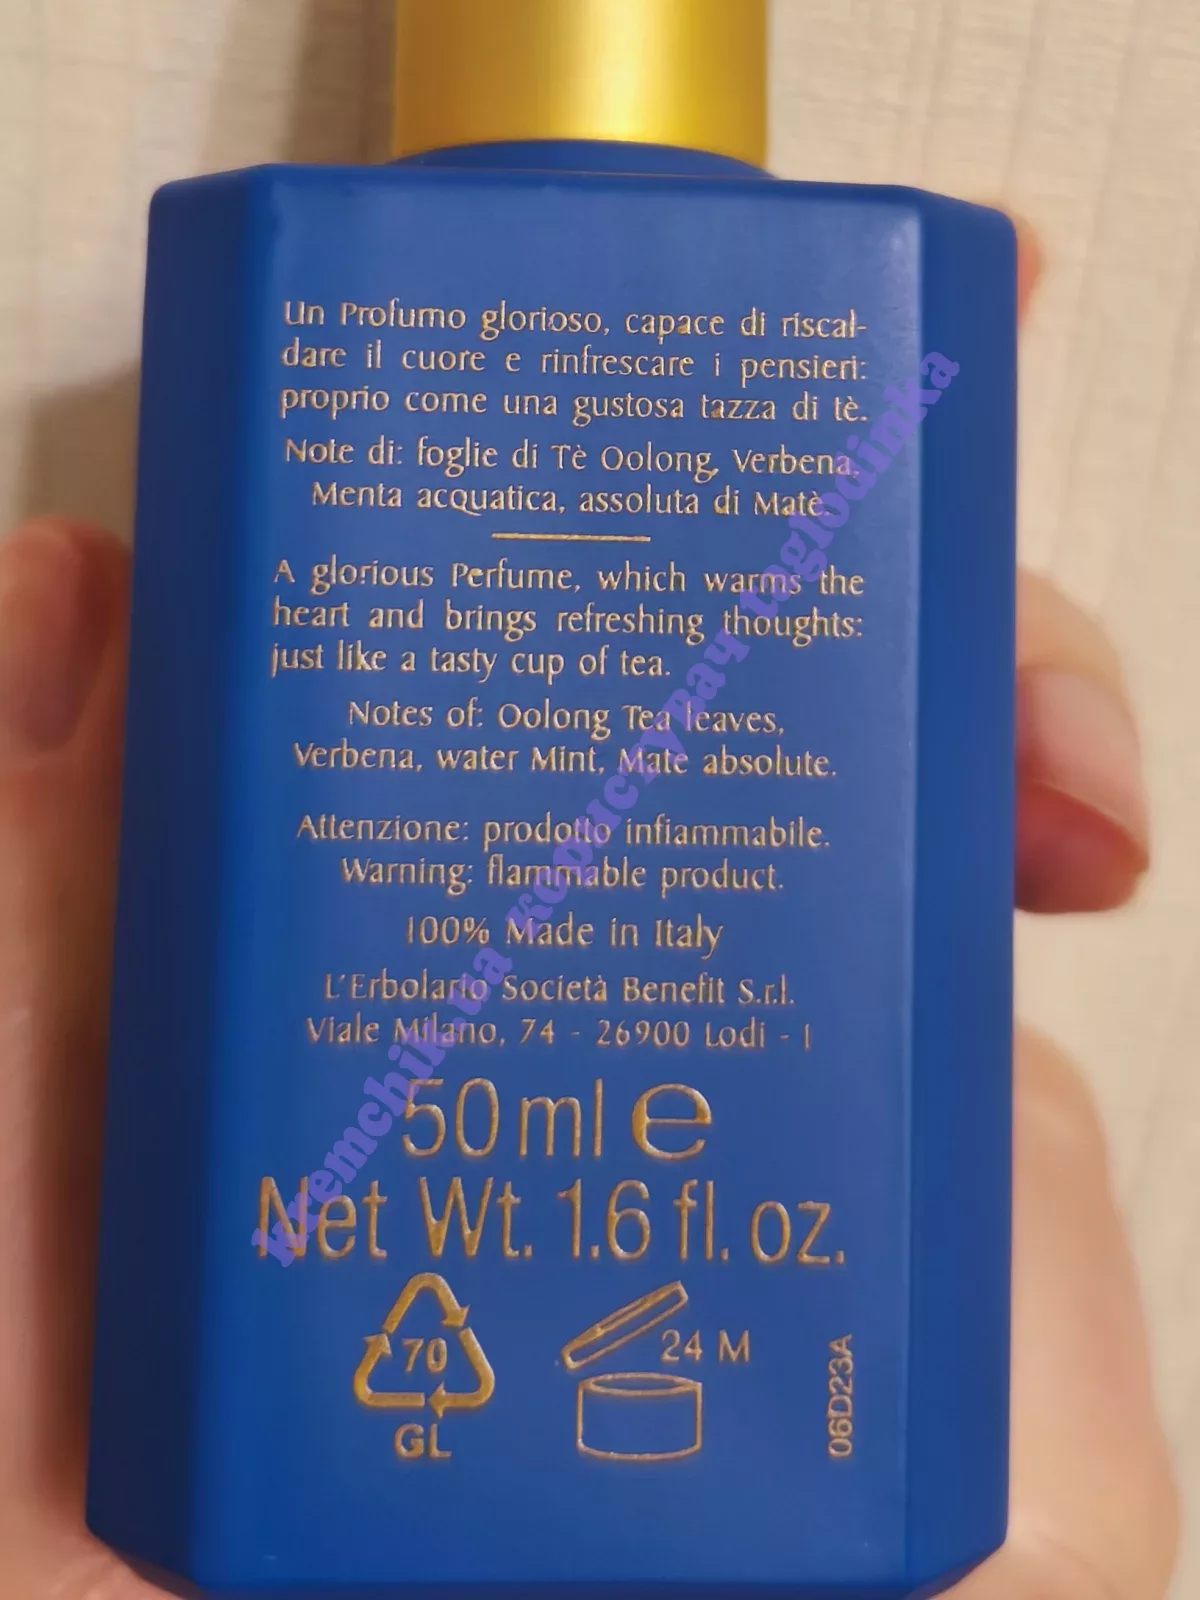 Un Profumo glorioso, capace di riscal-
dare il cuore e rinfrescare i pensieri:
proprio come una gustosa tazza di tè.
Note di: foglie di Tè Oolong, Verbena,
Menta acquatica, assoluta di Matè.
A glorious Perfume, which warms the
heart and brings refreshing thoughts:
just like a tasty cup of tea.
Notes of: Oolong Tea leaves,
Verbena, water Mint, Mate absolute.
Attenzione: prodotto infiammabile.
Warning: flammable product.
100% Made in Italy
L'Erbolario Società Benefit S.r.l.
Viale Milano, 74 - 26900 Lodi - I
50 ml e
Net Wt. 1.6 fl. oz.
70
GL
24 M
06D23A
kremchik.ua користувач taglodinka